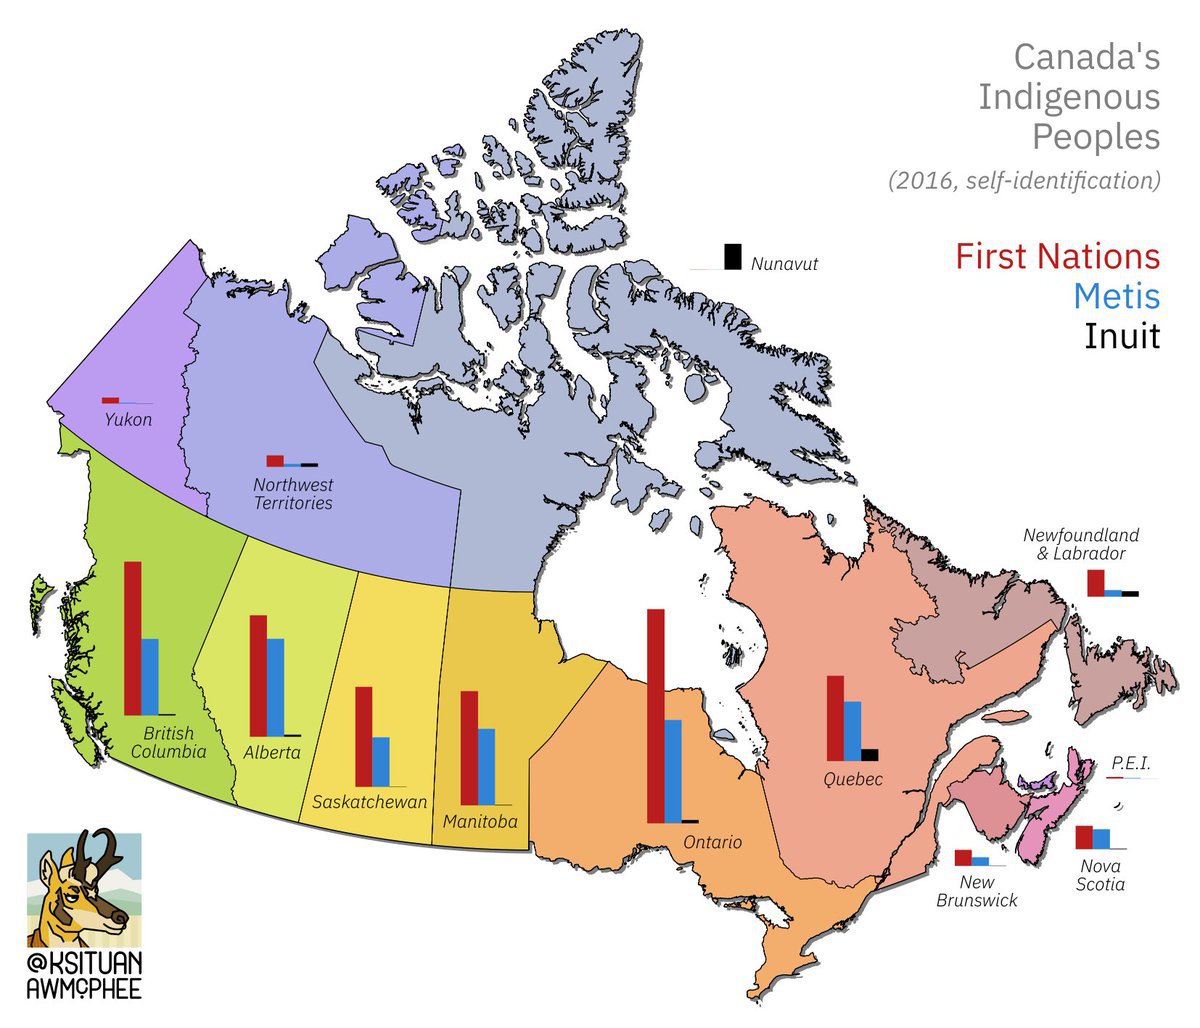 Canada's
Indigenous
Peoples
(2016, self-identification)
First Nations
Metis
Inuit
Nunavut
Yukon
Northwest
Territories
Newfoundland
& Labrador
British
Columbia
Alberta
Saskatchewan
Manitoba
Ontario
Quebec
P.E.I.
New
Brunswick
Nova
Scotia
@KSITUAN
AWMCPHEE